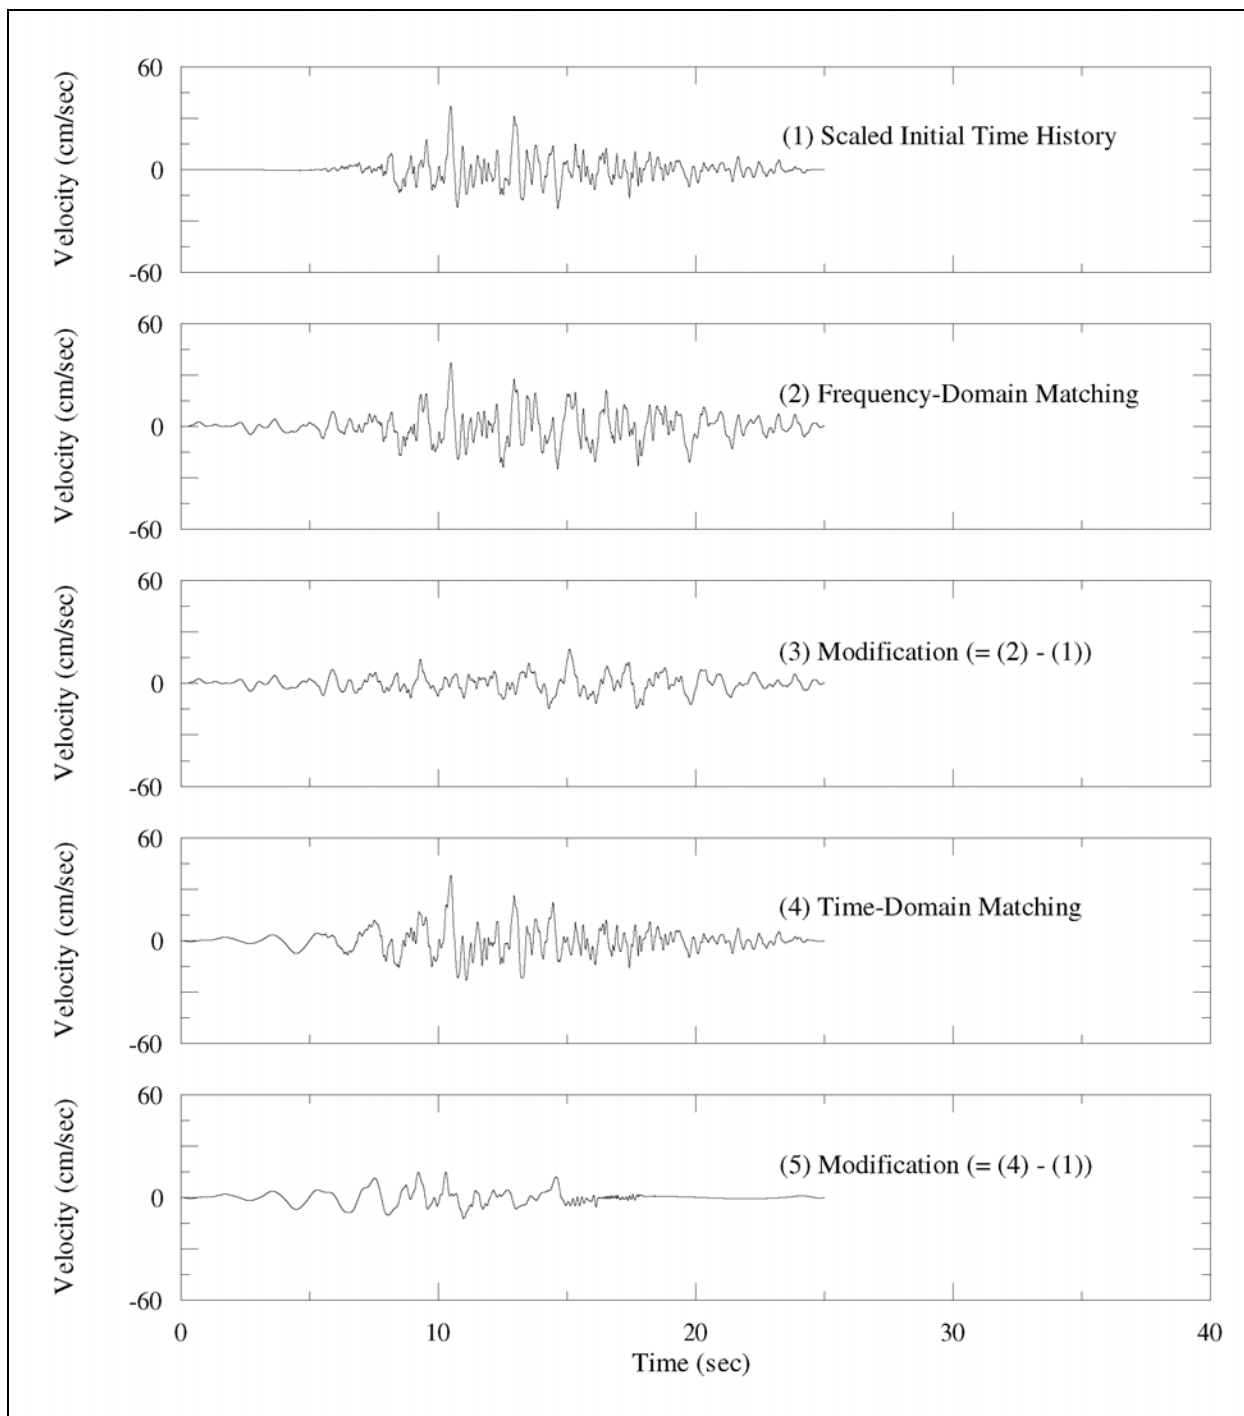 60
0
-60
Velocity (cm/sec)
(1) Scaled Initial Time History
60
0
-60
Velocity (cm/sec)
(2) Frequency-Domain Matching
60
0
-60
Velocity (cm/sec)
(3) Modification (= (2) - (1))
60
0
-60
Velocity (cm/sec)
(4) Time-Domain Matching
60
0
-60
Velocity (cm/sec)
(5) Modification (= (4) - (1))
0 10 20 30 40
Time (sec)